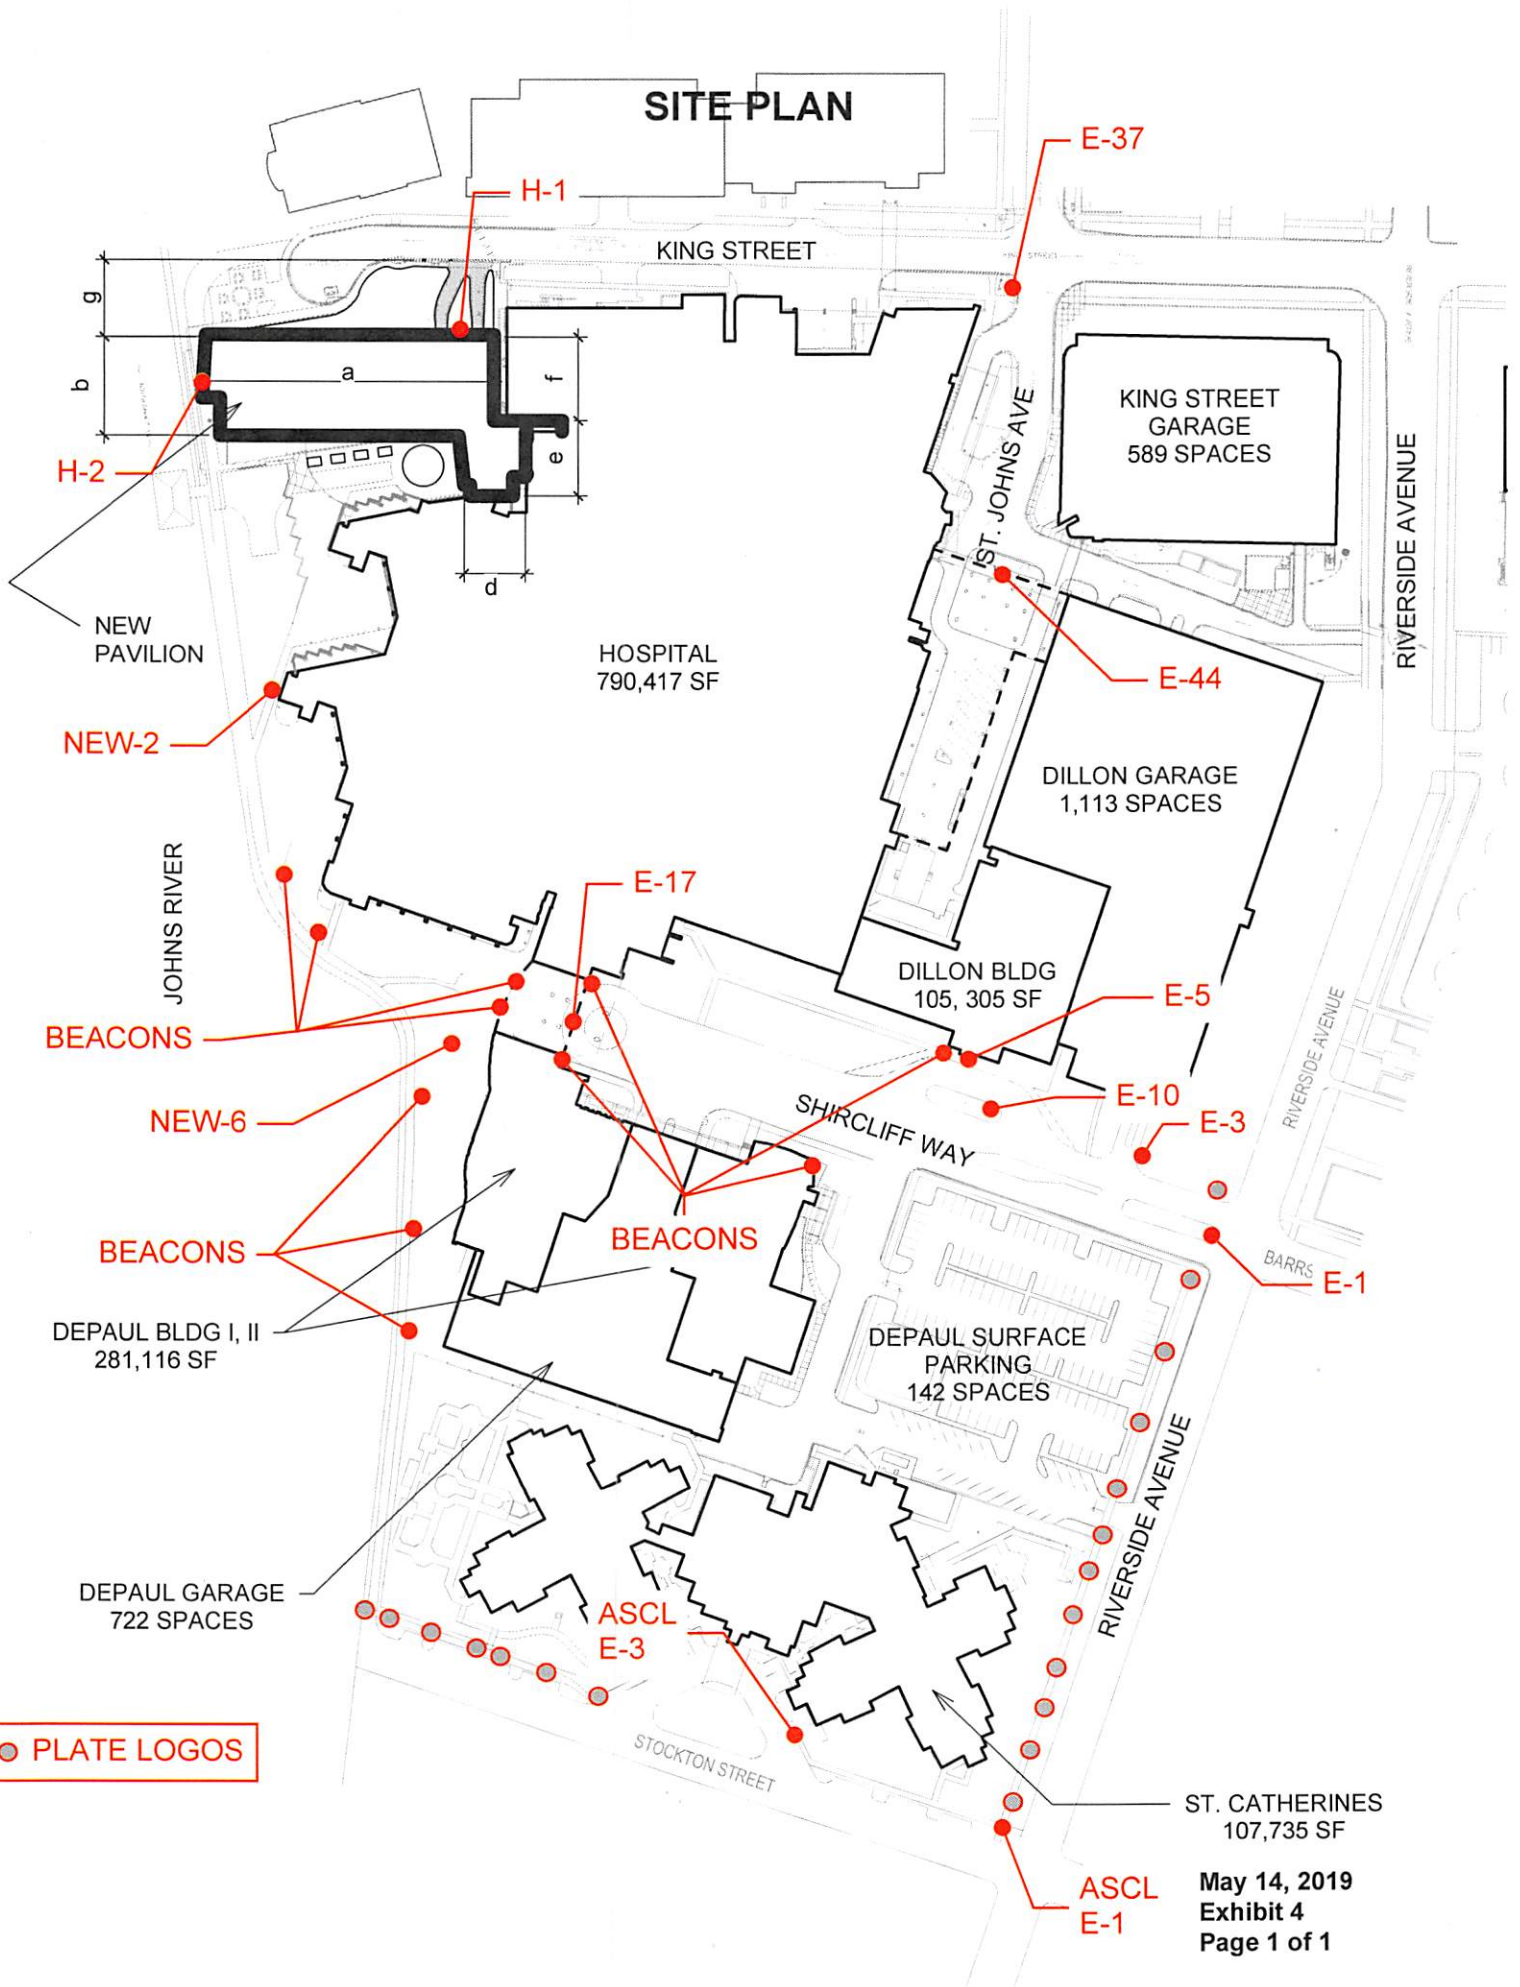 SITE PLAN
E-37
H-1
KING STREET
KING STREET
g
b
a
f
e
d
H-2
NEW
PAVILION
KING STREET
GARAGE
589 SPACES
ST. JOHNS AVE
RIVERSIDE AVENUE
HOSPITAL
790,417 SF
E-44
NEW-2
DILLON GARAGE
1,113 SPACES
JOHNS RIVER
E-17
DILLON BLDG
105, 305 SF
E-5
BEACONS
RIVERSIDE AVENUE
NEW-6
SHIRCLIFF WAY
E-10
E-3
BEACONS
BEACONS
BARRS
E-1
DEPAUL BLDG I, II
281,116 SF
DEPAUL SURFACE
PARKING
142 SPACES
RIVERSIDE AVENUE
DEPAUL GARAGE
722 SPACES
ASCL
E-3
PLATE LOGOS
STOCKTON STREET
ST. CATHERINES
107,735 SF
ASCL
E-1
May 14, 2019
Exhibit 4
Page 1 of 1